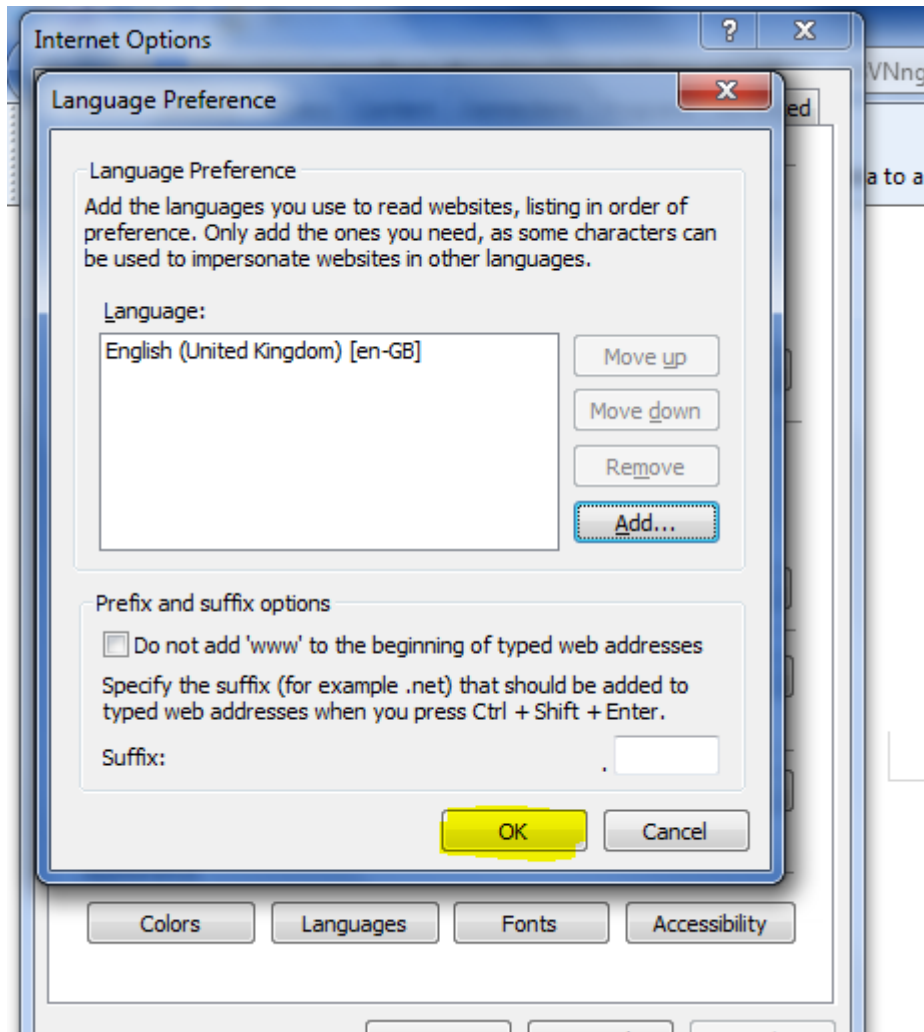 Internet Options
VNng
Language Preference
ed
a to a
Language Preference
Add the languages you use to read websites, listing in order of
preference. Only add the ones you need, as some characters can
be used to impersonate websites in other languages.
Language:
English (United Kingdom) [en-GB]
Move up
Move down
Remove
Add...
Prefix and suffix options
Do not add 'www' to the beginning of typed web addresses
Specify the suffix (for example .net) that should be added to
typed web addresses when you press Ctrl + Shift + Enter.
Suffix: .
OK Cancel
Colors Languages Fonts Accessibility